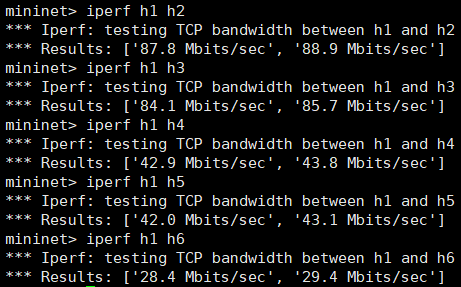 mininet> iperf h1 h2
*** Iperf: testing TCP bandwidth between h1 and h2
*** Results: ['87.8 Mbits/sec', '88.9 Mbits/sec']
mininet> iperf h1 h3
*** Iperf: testing TCP bandwidth between h1 and h3
*** Results: ['84.1 Mbits/sec', '85.7 Mbits/sec']
mininet> iperf h1 h4
*** Iperf: testing TCP bandwidth between h1 and h4
*** Results: ['42.9 Mbits/sec', '43.8 Mbits/sec']
mininet> iperf h1 h5
*** Iperf: testing TCP bandwidth between h1 and h5
*** Results: ['42.0 Mbits/sec', '43.1 Mbits/sec']
mininet> iperf h1 h6
*** Iperf: testing TCP bandwidth between h1 and h6
*** Results: ['28.4 Mbits/sec', '29.4 Mbits/sec']